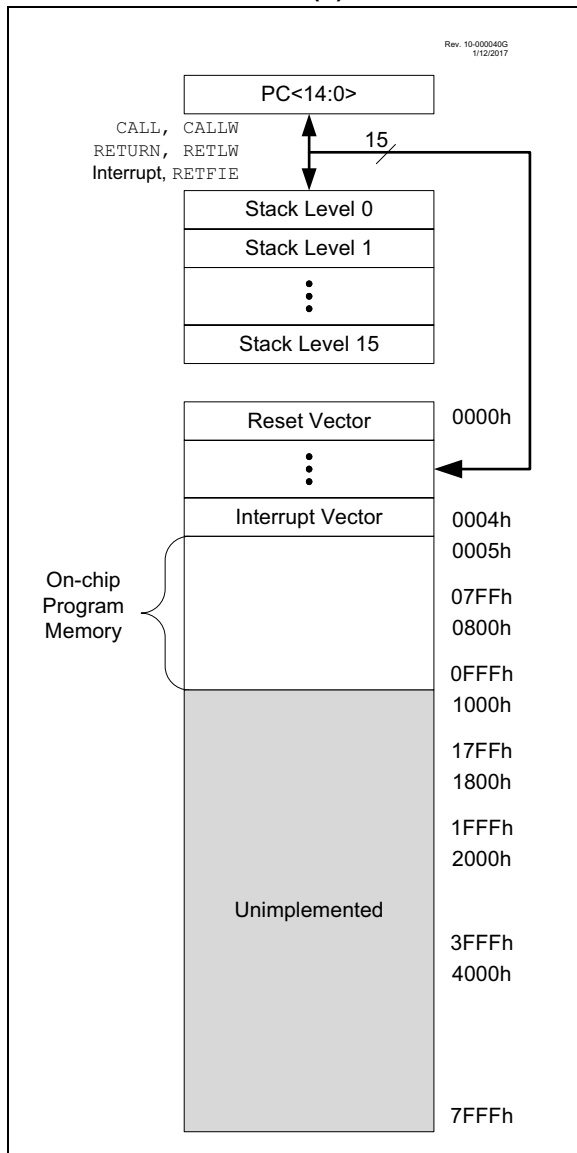 Rev. 10-000040G
1/12/2017
PC<14:0>
CALL, CALLW
RETURN, RETLW
Interrupt, RETFIE
15
Stack Level 0
Stack Level 1
Stack Level 15
Reset Vector
0000h
Interrupt Vector
0004h
0005h
On-chip
Program
Memory
07FFh
0800h
0FFFh
1000h
17FFh
1800h
1FFFh
2000h
Unimplemented
3FFFh
4000h
7FFFh